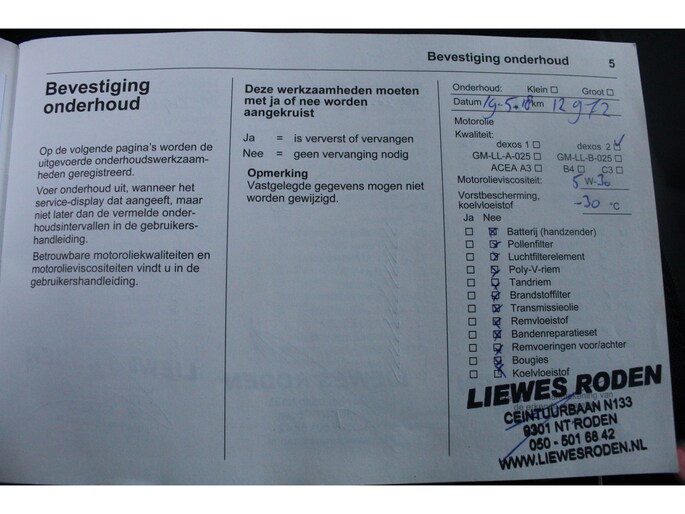 Bevestiging onderhoud 5
Bevestiging
onderhoud
Op de volgende pagina's worden de
uitgevoerde onderhoudswerkzaam-
heden geregistreerd.
Voer onderhoud uit, wanneer het
service-display dat aangeeft, maar
niet later dan de vermelde onder-
houdsintervallen in de gebruikers-
handleiding.
Betrouwbare motoroliekwaliteiten en
motorolieviscositeiten vindt u in de
gebruikershandleiding.
Deze werkzaamheden moeten
met ja of nee worden
aangekruist
Ja = is ververst of vervangen
Nee = geen vervanging nodig
Opmerking
Vastgelegde gegevens mogen niet
worden gewijzigd.
Onderhoud: Klein Groot
Datum 19-5-18 km 12972
Motorolie
Kwaliteit:
dexos 1 dexos 2
GM-LL-A-025 GM-LL-B-025
ACEA A3 B4 C3
Motorolieviscositeit: 5 W-30
Vorstbescherming,
koelvloeistof -30 °C
Ja Nee
Batterij (handzender)
Pollenfilter
Luchtfilterelement
Poly-V-riem
Tandriem
Brandstoffilter
Transmissieolie
Remvloeistof
Bandenreparatieset
Remvoeringen voor/achter
Bougies
Koelvloeistof
LIEWES RODEN
CEINTUURBAAN N133
9301 NT RODEN
050 - 501 68 42
WWW.LIEWESRODEN.NL